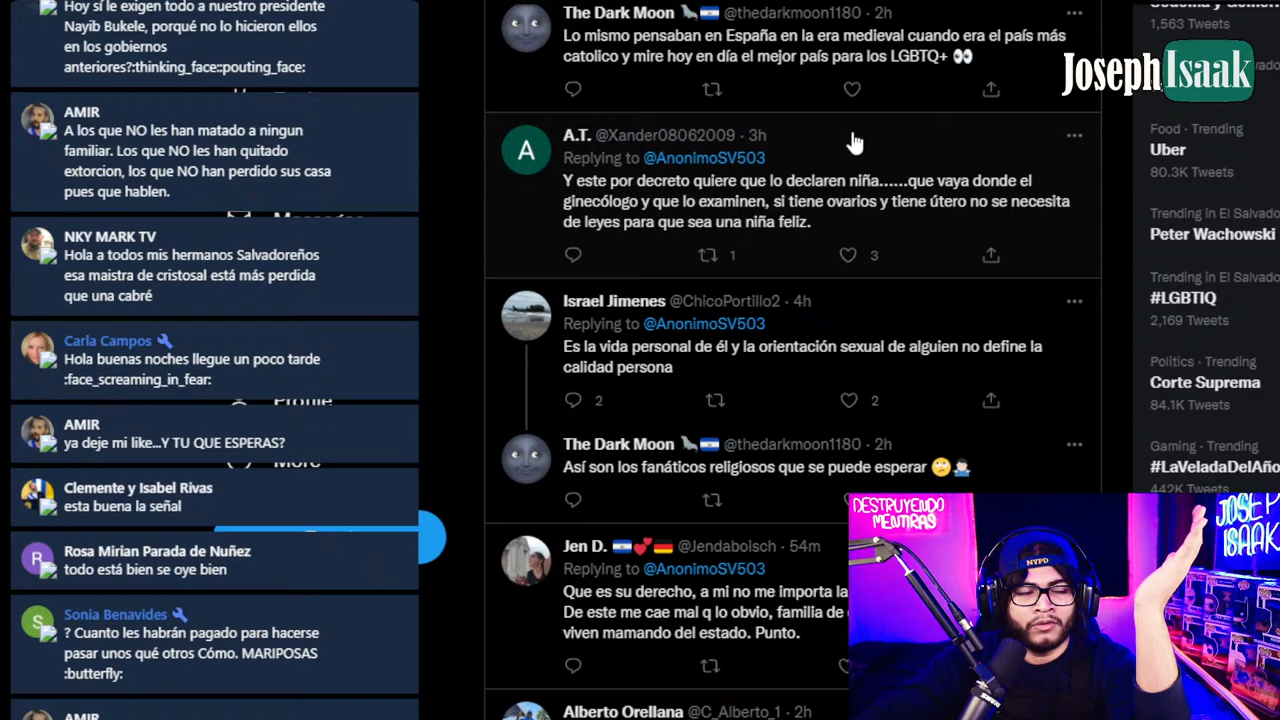 Hoy sí le exigen todo a nuestro presidente
Nayib Bukele, porqué no lo hicieron ellos
en los gobiernos
anteriores?:thinking_face::pouting_face:
AMIR
A los que NO les han matado a ningun
familiar. Los que NO les han quitado
extorcion, los que NO han perdido sus casa
pues que hablen.
NKY MARK TV
Hola a todos mis hermanos Salvadoreños
esa maistra de cristosal está más perdida
que una cabré
Carla Campos
Hola buenas noches llegue un poco tarde
:face_screaming_in_fear:
Profile
AMIR
ya deje mi like...Y TU QUE ESPERAS?
More
Clemente y Isabel Rivas
esta buena la señal
R
Rosa Mirian Parada de Nuñez
todo está bien se oye bien
S
Sonia Benavides
? Cuanto les habrán pagado para hacerse
pasar unos qué otros Cómo. MARIPOSAS
:butterfly:
AMIR
The Dark Moon @thedarkmoon1180 · 2h
Lo mismo pensaban en España en la era medieval cuando era el país más
catolico y mire hoy en día el mejor país para los LGBTQ+ 👀
A
A.T. @Xander08062009 · 3h
Replying to @AnonimoSV503
Y este por decreto quiere que lo declaren niña......que vaya donde el
ginecólogo y que lo examinen, si tiene ovarios y tiene útero no se necesita
de leyes para que sea una niña feliz.
1 3
Israel Jimenes @ChicoPortillo2 · 4h
Replying to @AnonimoSV503
Es la vida personal de él y la orientación sexual de alguien no define la
calidad persona
2 2
The Dark Moon @thedarkmoon1180 · 2h
Así son los fanáticos religiosos que se puede esperar 🙄🤷🏻‍♂️
Jen D. @Jendaboisch · 54m
Replying to @AnonimoSV503
Que es su derecho, a mi no me importa la
De este me cae mal q lo obvio, familia de
viven mamando del estado. Punto.
Alberto Orellana @C_Alberto_1 · 2h
1,563 Tweets
JosephIsaak
Food · Trending
Uber
80.3K Tweets
Trending in El Salvador
Peter Wachowski
Trending in El Salvador
#LGBTIQ
2,169 Tweets
Politics · Trending
Corte Suprema
84.1K Tweets
Gaming · Trending
#LaVeladaDelAño
442K Tweets
DESTRUYENDO
MENTIRAS
NYPD
JOSEP
ISAAK